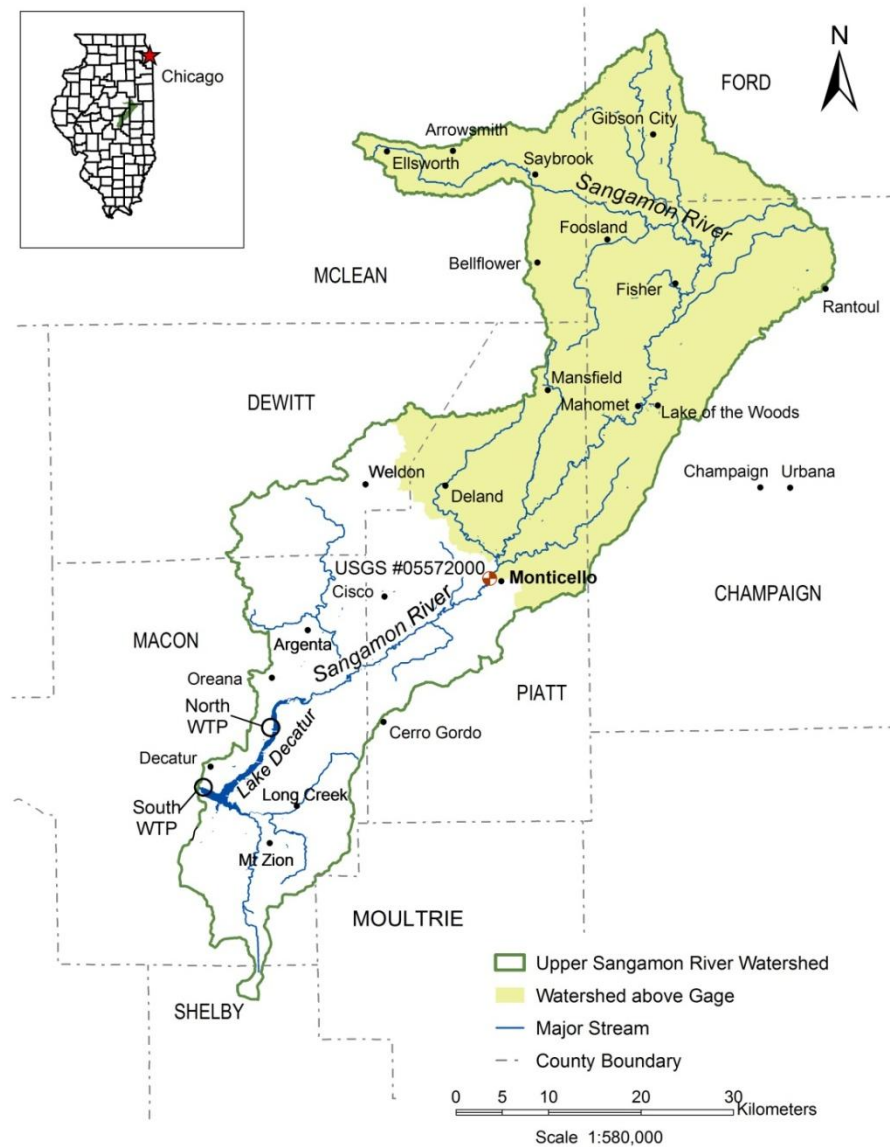 Chicago
N
FORD
Gibson City
Arrowsmith
Ellsworth
Saybrook
Sangamon River
Foosland
Bellflower
MCLEAN
Fisher
Rantoul
Mansfield
DEWITT
Mahomet
Lake of the Woods
Weldon
Deland
Champaign
Urbana
USGS #05572000
Monticello
Cisco
CHAMPAIGN
Sangamon River
Argenta
MACON
Oreana
PIATT
North
WTP
Cerro Gordo
Lake Decatur
Decatur
South
WTP
Long Creek
Mt Zion
MOULTRIE
SHELBY
Upper Sangamon River Watershed
Watershed above Gage
Major Stream
County Boundary
0 5 10 20 30
Kilometers
Scale 1:580,000